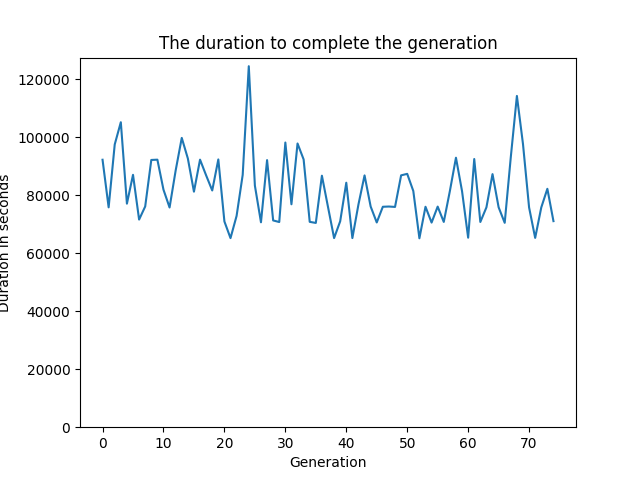 The duration to complete the generation
Duration in seconds
120000
100000
80000
60000
40000
20000
0
0 10 20 30 40 50 60 70
Generation